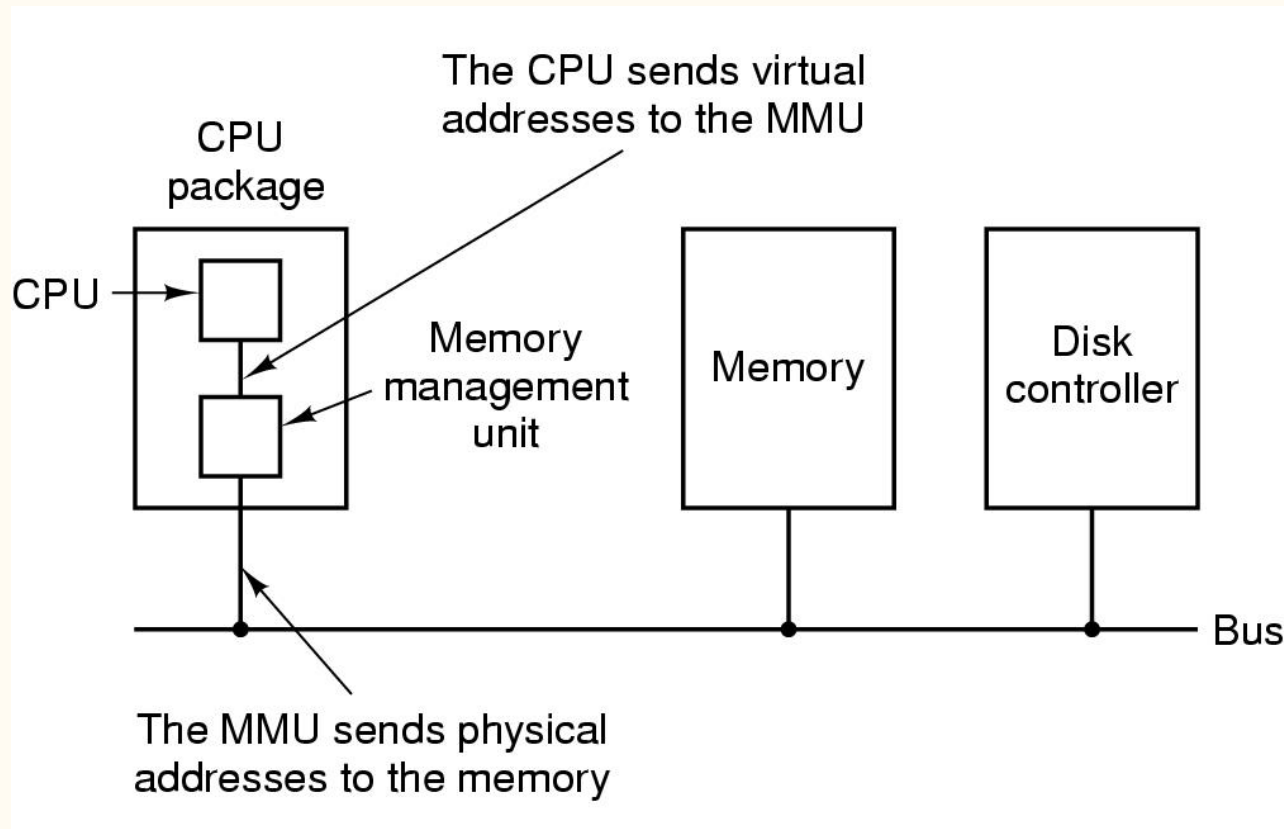 The CPU sends virtual
addresses to the MMU
CPU
package
CPU
Memory
management
unit
Memory
Disk
controller
Bus
The MMU sends physical
addresses to the memory